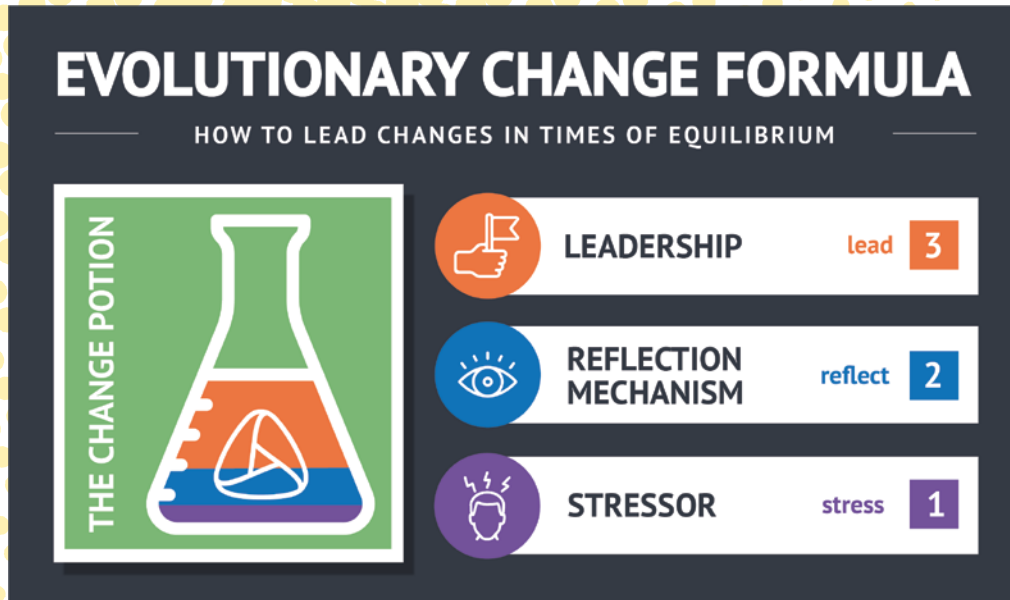 EVOLUTIONARY CHANGE FORMULA
HOW TO LEAD CHANGES IN TIMES OF EQUILIBRIUM
THE CHANGE POTION
LEADERSHIP lead 3
REFLECTION
MECHANISM reflect 2
STRESSOR stress 1